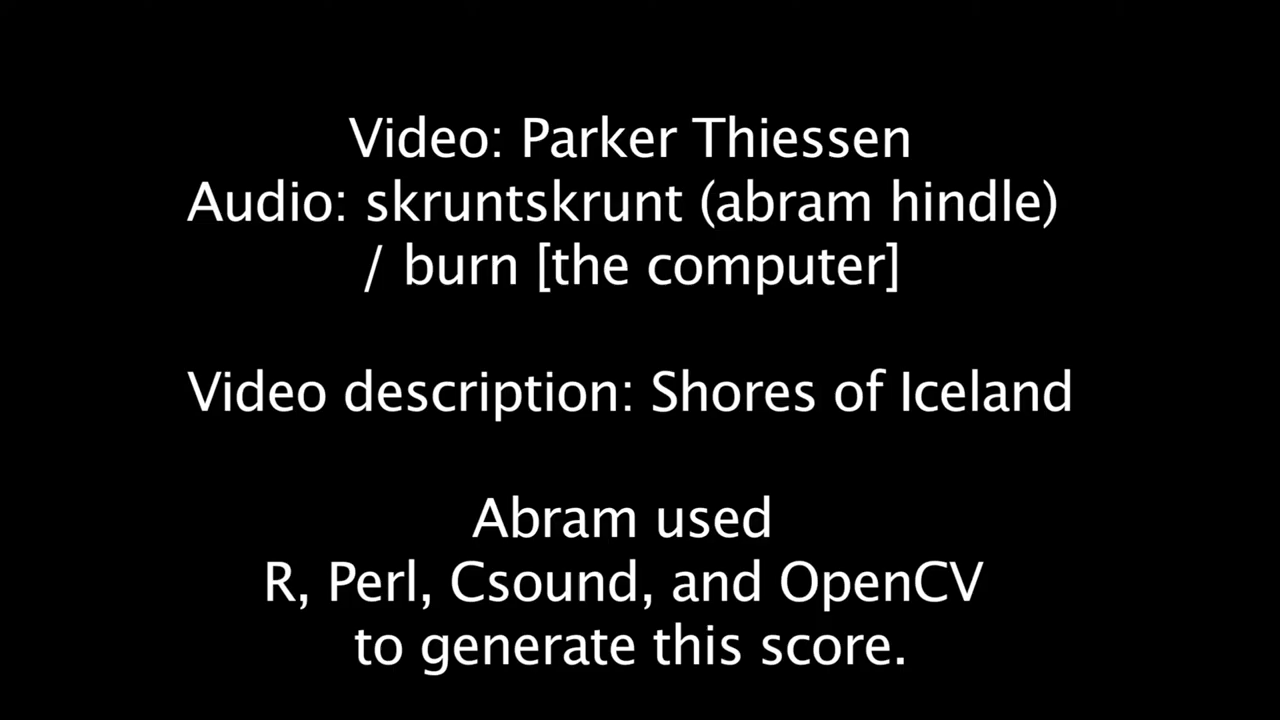 Video: Parker Thiessen
Audio: skruntskrunt (abram hindle)
/ burn [the computer]
Video description: Shores of Iceland
Abram used
R, Perl, Csound, and OpenCV
to generate this score.